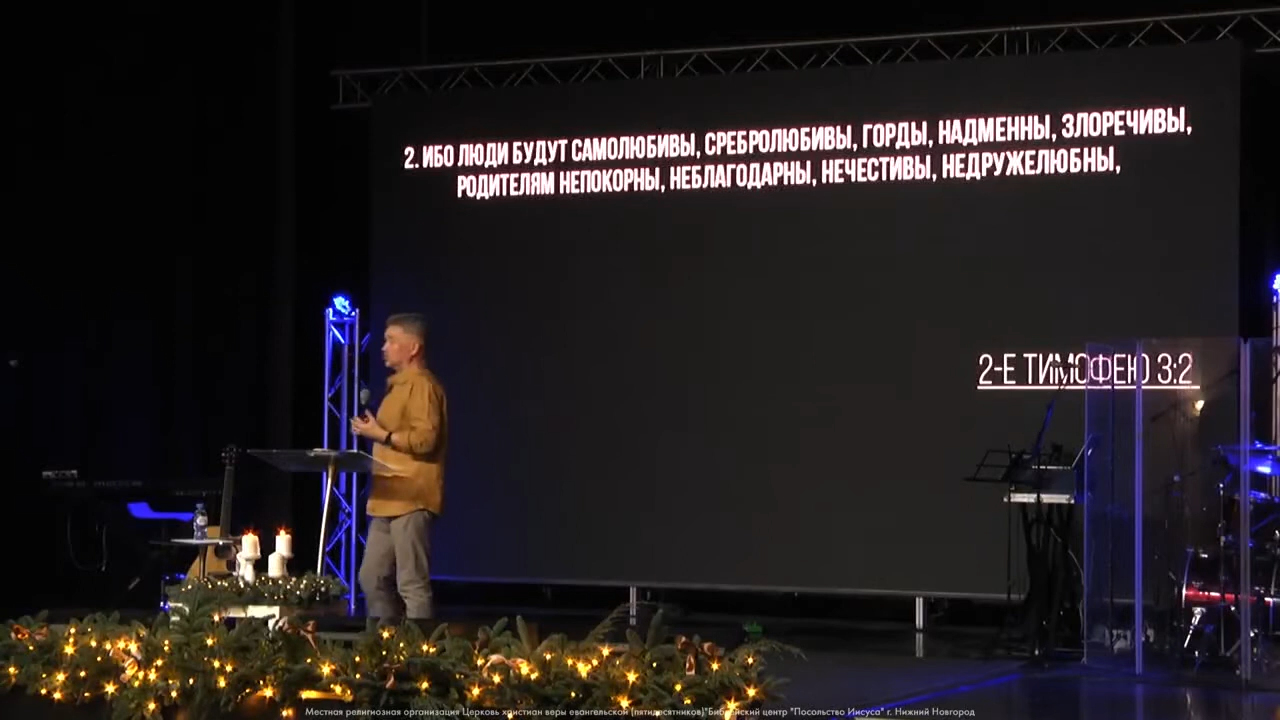 2. ИБО ЛЮДИ БУДУТ САМОЛЮБИВЫ, СРЕБРОЛЮБИВЫ, ГОРДЫ, НАДМЕННЫ, ЗЛОРЕЧИВЫ,
РОДИТЕЛЯМ НЕПОКОРНЫ, НЕБЛАГОДАРНЫ, НЕЧЕСТИВЫ, НЕДРУЖЕЛЮБНЫ,
2-Е ТИМОФЕЮ 3:2
Местная религиозная организация Церковь христиан веры евангельской (пятидесятников)"Библейский центр "Посольство Иисуса" г. Нижний Новгород